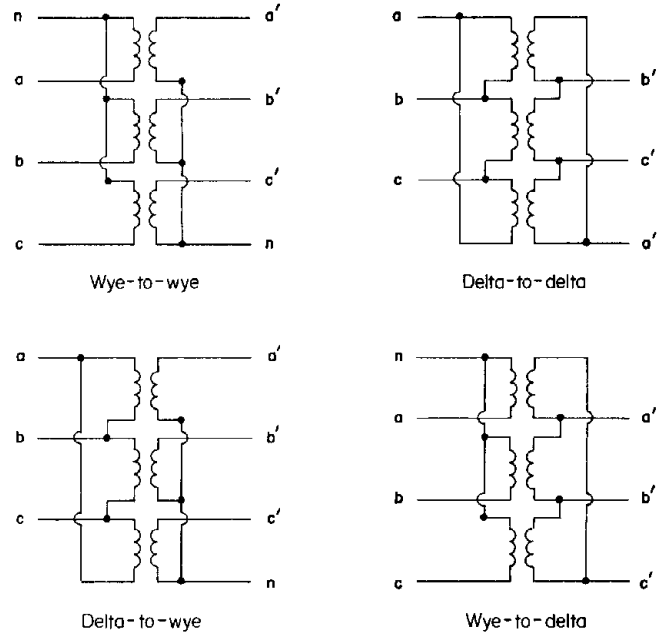 n a'
a b'
b c'
c n
Wye-to-wye
a
b b'
c c'
a'
Delta-to-delta
a a'
b b'
c c'
n
Delta-to-wye
n
a a'
b b'
c c'
Wye-to-delta